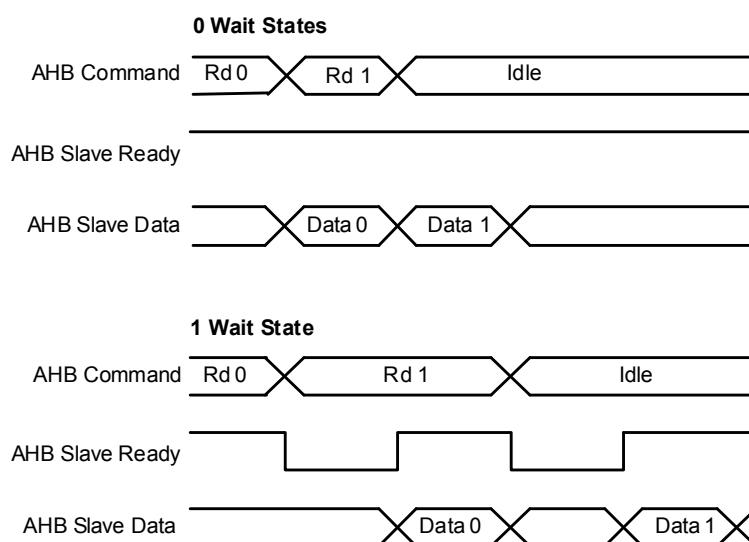 0 Wait States
AHB Command Rd 0 Rd 1 Idle
AHB Slave Ready
AHB Slave Data Data 0 Data 1
1 Wait State
AHB Command Rd 0 Rd 1 Idle
AHB Slave Ready
AHB Slave Data Data 0 Data 1